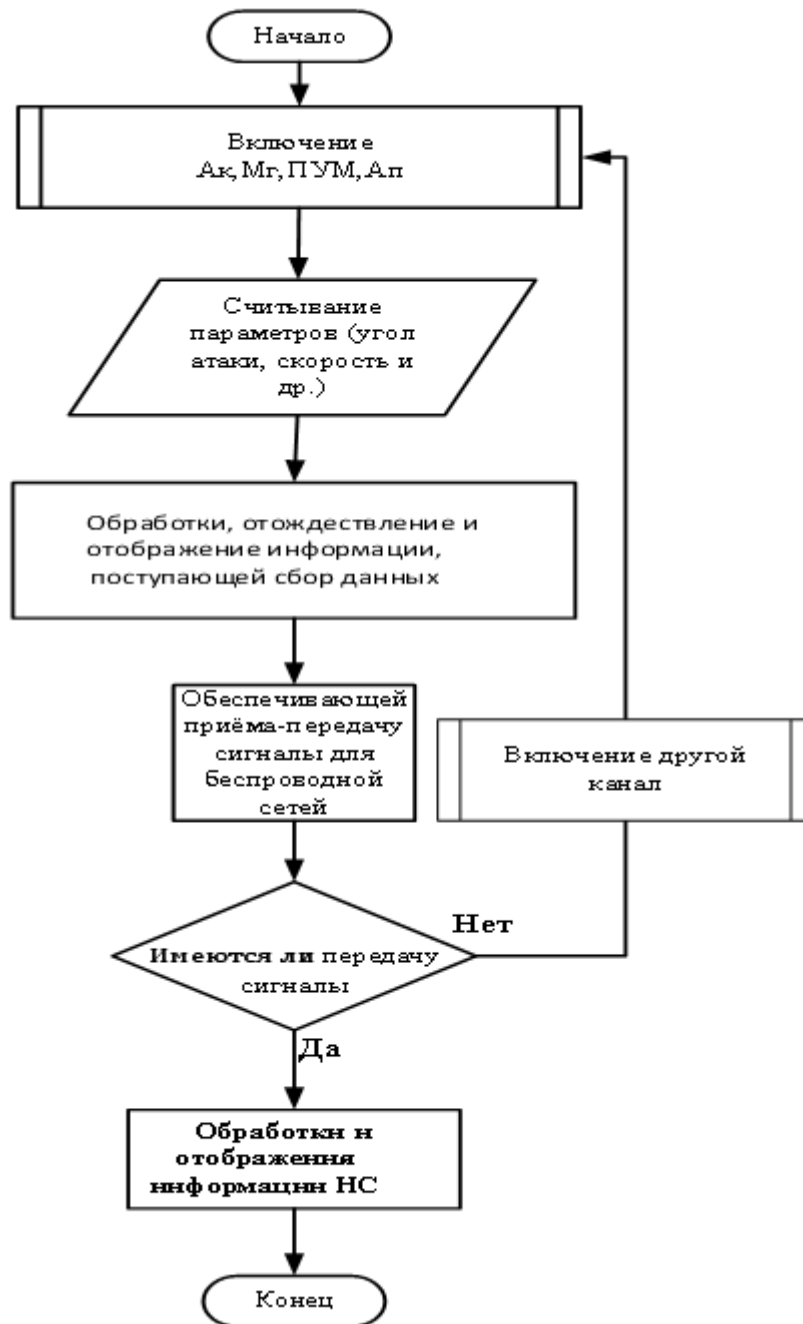 Начало
Включение
Ак, Мг, ПУМ, Ап
Считывание
параметров (угол
атаки, скорость и
др.)
Обработки, отождествление и
отображение информации,
поступающей сбор данных
Обеспечивающей
приёма-передачу
сигналы для
беспроводной
сетей
Включение другой
канал
Нет
Имеются ли передачу
сигналы
Да
Обработки и
отображения
информации НС
Конец